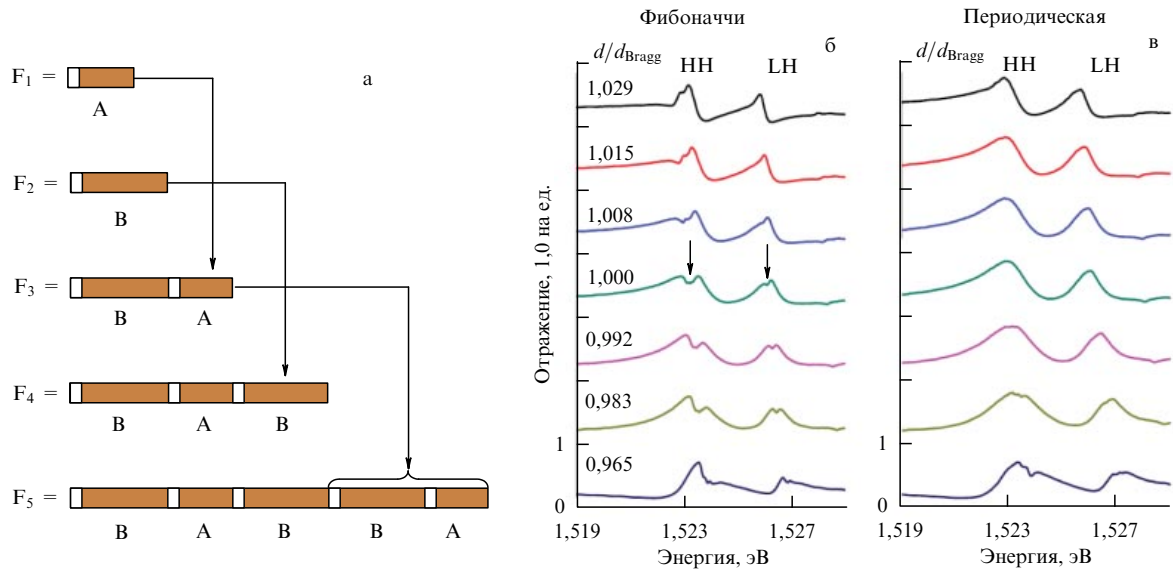 а
F₁ =
A
F₂ =
B
F₃ =
B A
F₄ =
B A B
F₅ =
B A B B A
Фибоначчи
б
d/d_Bragg
HH LH
1,029
1,015
1,008
1,000
0,992
0,983
0,965
Отражение, 1,0 на ед.
1
0
1,519 1,523 1,527
Энергия, эВ
Периодическая
в
d/d_Bragg
HH LH
1
0
1,519 1,523 1,527
Энергия, эВ